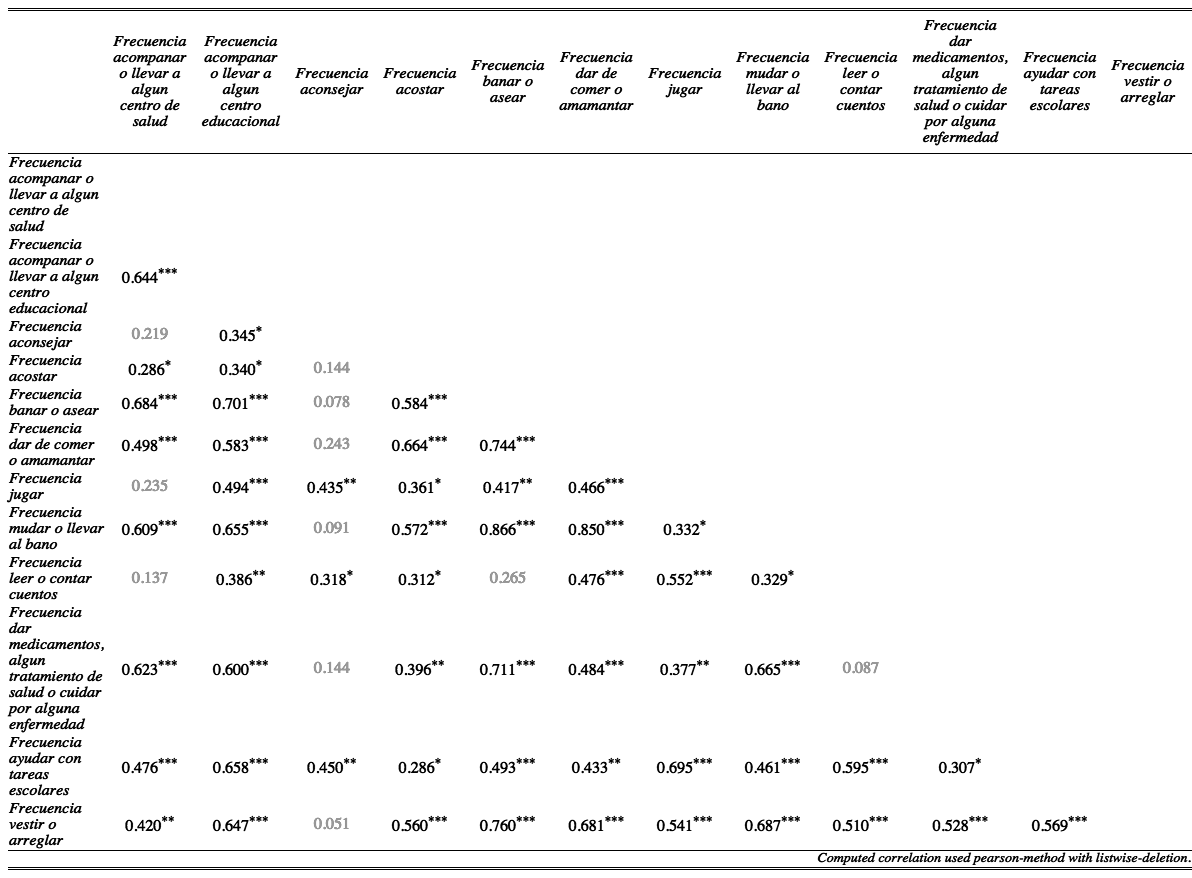 Frecuencia acompanar o llevar a algun centro de salud
Frecuencia acompanar o llevar a algun centro educacional
Frecuencia aconsejar
Frecuencia acostar
Frecuencia banar o asear
Frecuencia dar de comer o amamantar
Frecuencia jugar
Frecuencia mudar o llevar al bano
Frecuencia leer o contar cuentos
Frecuencia dar medicamentos, algun tratamiento de salud o cuidar por alguna enfermedad
Frecuencia ayudar con tareas escolares
Frecuencia vestir o arreglar
Frecuencia acompanar o llevar a algun centro de salud
Frecuencia acompanar o llevar a algun centro educacional 0.644***
Frecuencia aconsejar 0.219 0.345*
Frecuencia acostar 0.286* 0.340* 0.144
Frecuencia banar o asear 0.684*** 0.701*** 0.078 0.584***
Frecuencia dar de comer o amamantar 0.498*** 0.583*** 0.243 0.664*** 0.744***
Frecuencia jugar 0.235 0.494*** 0.435** 0.361* 0.417** 0.466***
Frecuencia mudar o llevar al bano 0.609*** 0.655*** 0.091 0.572*** 0.866*** 0.850*** 0.332*
Frecuencia leer o contar cuentos 0.137 0.386** 0.318* 0.312* 0.265 0.476*** 0.552*** 0.329*
Frecuencia dar medicamentos, algun tratamiento de salud o cuidar por alguna enfermedad 0.623*** 0.600*** 0.144 0.396** 0.711*** 0.484*** 0.377** 0.665*** 0.087
Frecuencia ayudar con tareas escolares 0.476*** 0.658*** 0.450** 0.286* 0.493*** 0.433** 0.695*** 0.461*** 0.595*** 0.307*
Frecuencia vestir o arreglar 0.420** 0.647*** 0.051 0.560*** 0.760*** 0.681*** 0.541*** 0.687*** 0.510*** 0.528*** 0.569***
Computed correlation used pearson-method with listwise-deletion.